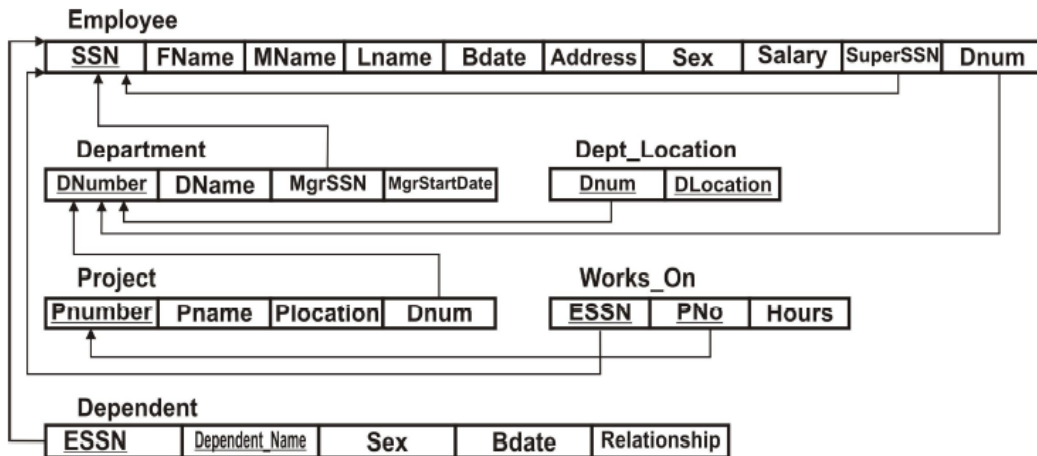 Employee
SSN FName MName Lname Bdate Address Sex Salary SuperSSN Dnum
Department
DNumber DName MgrSSN MgrStartDate
Dept_Location
Dnum DLocation
Project
Pnumber Pname Plocation Dnum
Works_On
ESSN PNo Hours
Dependent
ESSN Dependent_Name Sex Bdate Relationship